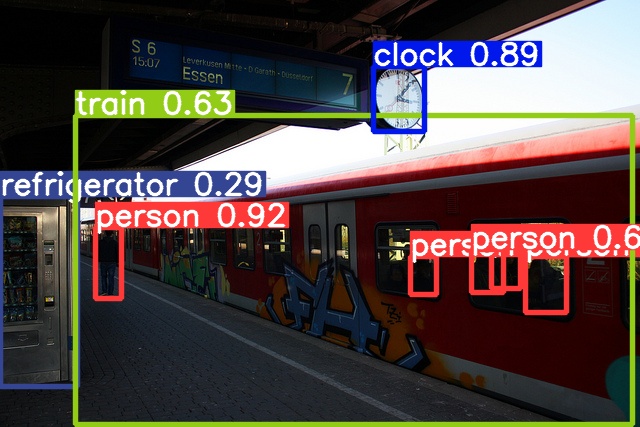 clock 0.89
S 6
15:07
Leverkusen Mitte - D Garath - Düsseldorf
Essen
7
train 0.63
refrigerator 0.29
person 0.92
person 0.6